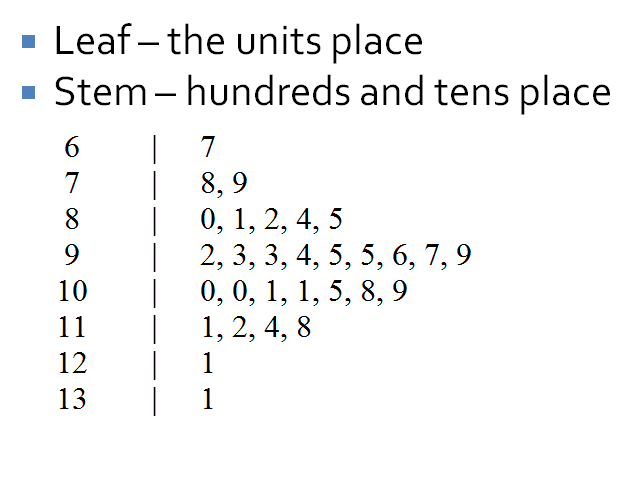 ▪ Leaf – the units place
▪ Stem – hundreds and tens place
6 | 7
7 | 8, 9
8 | 0, 1, 2, 4, 5
9 | 2, 3, 3, 4, 5, 5, 6, 7, 9
10 | 0, 0, 1, 1, 5, 8, 9
11 | 1, 2, 4, 8
12 | 1
13 | 1